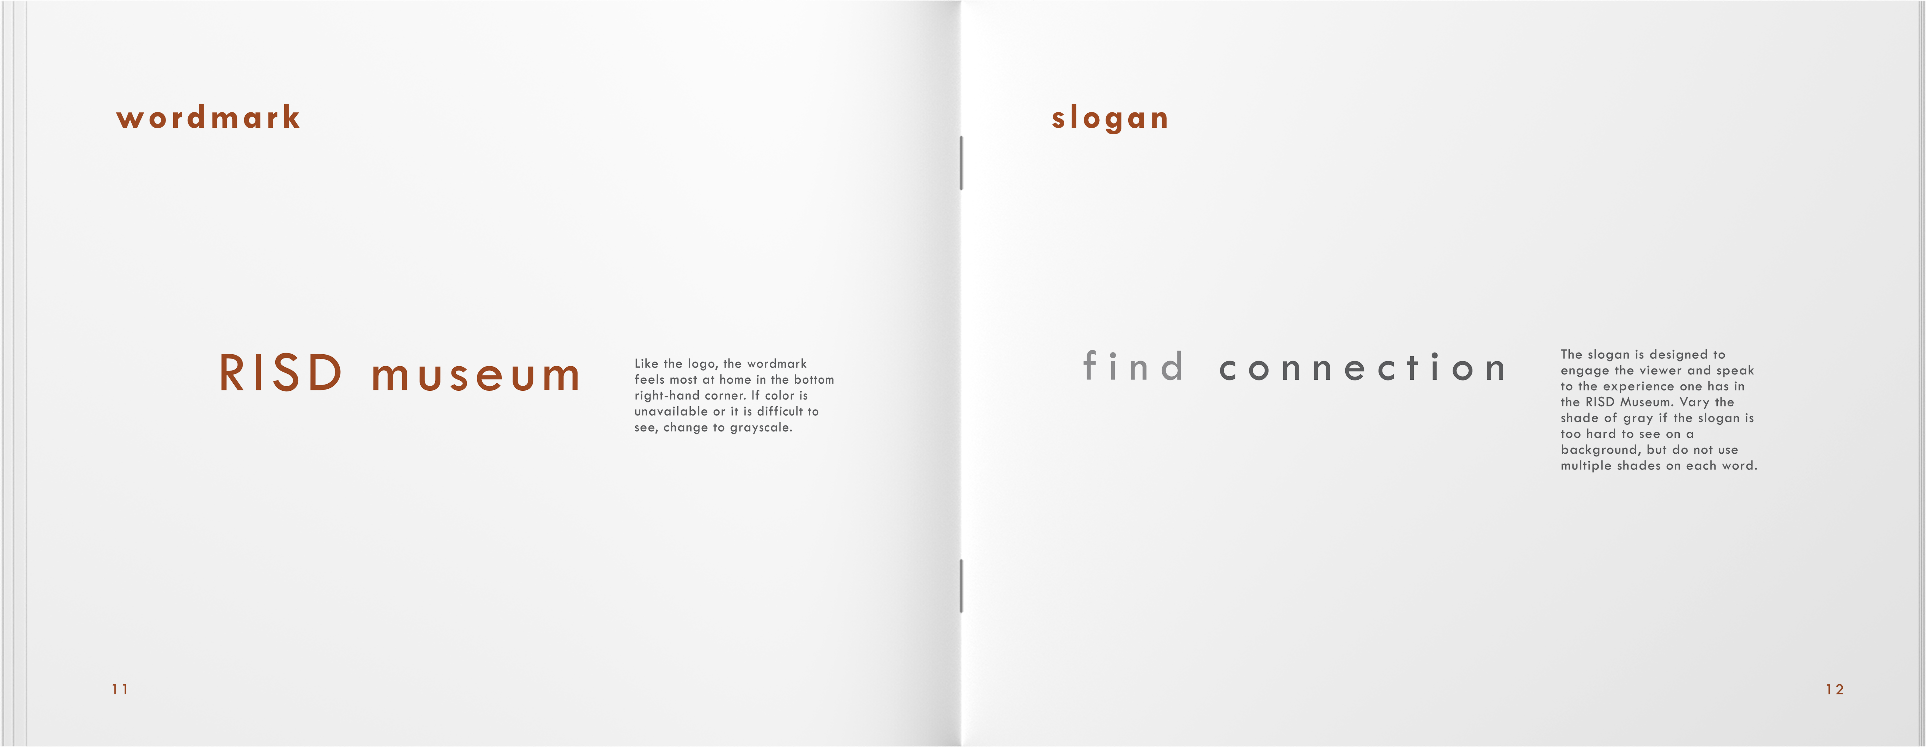 wordmark
RISD museum
Like the logo, the wordmark
feels most at home in the bottom
right-hand corner. If color is
unavailable or it is difficult to
see, change to grayscale.
11
slogan
find connection
The slogan is designed to
engage the viewer and speak
to the experience one has in
the RISD Museum. Vary the
shade of gray if the slogan is
too hard to see on a
background, but do not use
multiple shades on each word.
12